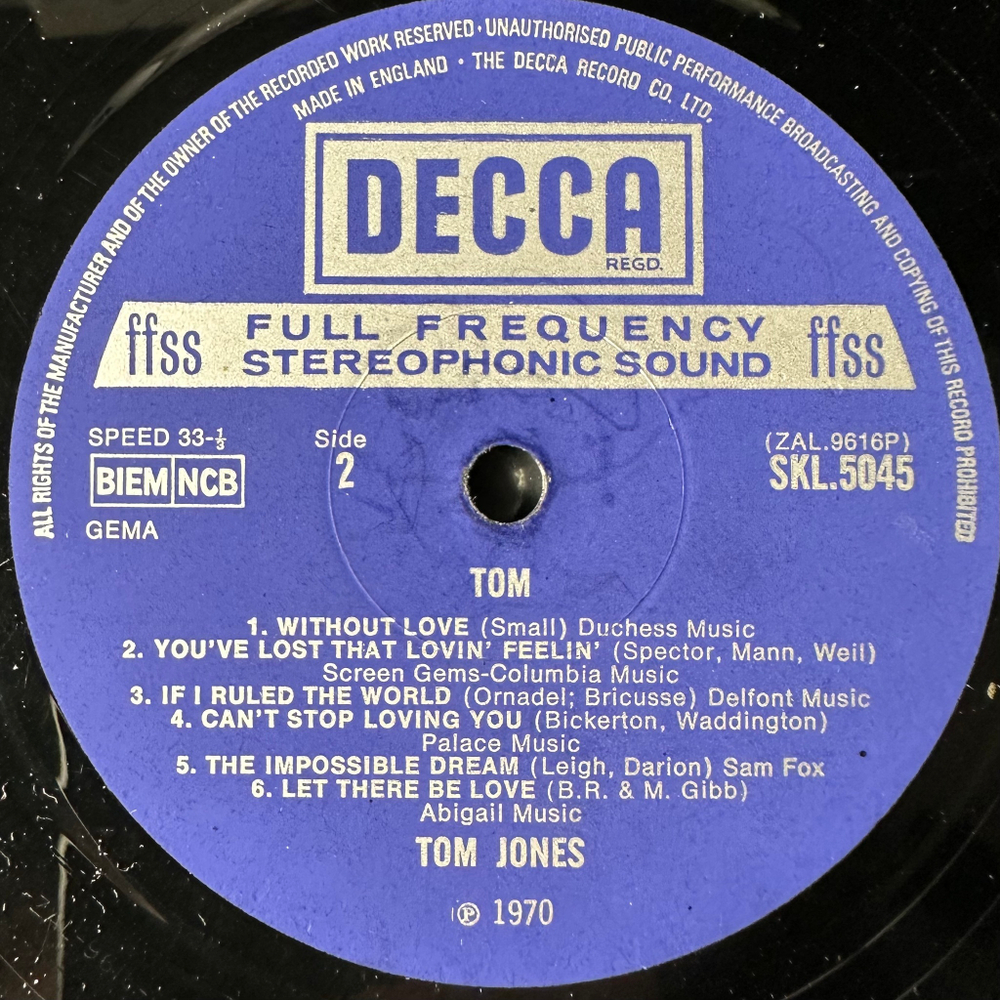 ALL RIGHTS OF THE MANUFACTURER AND OF THE OWNER OF THE RECORDED WORK RESERVED · UNAUTHORISED PUBLIC PERFORMANCE BROADCASTING AND COPYING OF THIS RECORD PROHIBITED
MADE IN ENGLAND · THE DECCA RECORD CO. LTD.
DECCA
REGD.
ffss FULL FREQUENCY ffss
STEREOPHONIC SOUND
SPEED 33-⅓ Side (ZAL.9616P)
BIEM NCB 2 SKL.5045
GEMA
TOM
1. WITHOUT LOVE (Small) Duchess Music
2. YOU'VE LOST THAT LOVIN' FEELIN' (Spector, Mann, Weil)
Screen Gems-Columbia Music
3. IF I RULED THE WORLD (Ornadel; Bricusse) Delfont Music
4. CAN'T STOP LOVING YOU (Bickerton, Waddington)
Palace Music
5. THE IMPOSSIBLE DREAM (Leigh, Darion) Sam Fox
6. LET THERE BE LOVE (B.R. & M. Gibb)
Abigail Music
TOM JONES
℗ 1970